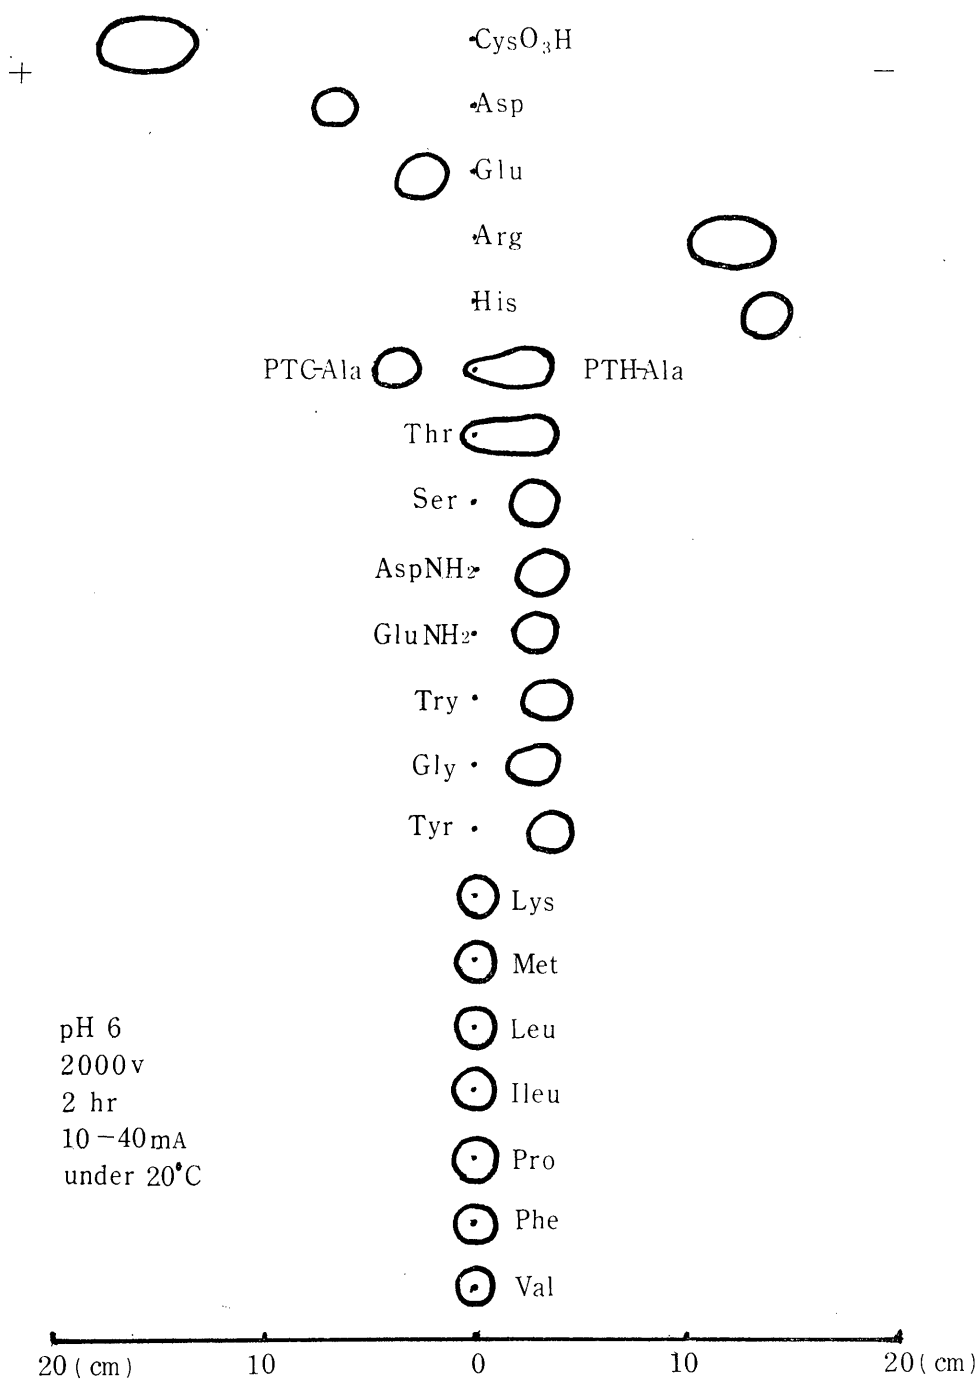 CysO₃H
+ −
Asp
Glu
Arg
His
PTC-Ala PTH-Ala
Thr
Ser
AspNH₂
GluNH₂
Try
Gly
Tyr
Lys
Met
Leu
Ileu
Pro
Phe
Val
pH 6
2000v
2 hr
10−40mA
under 20°C
20 (cm) 10 0 10 20 (cm)